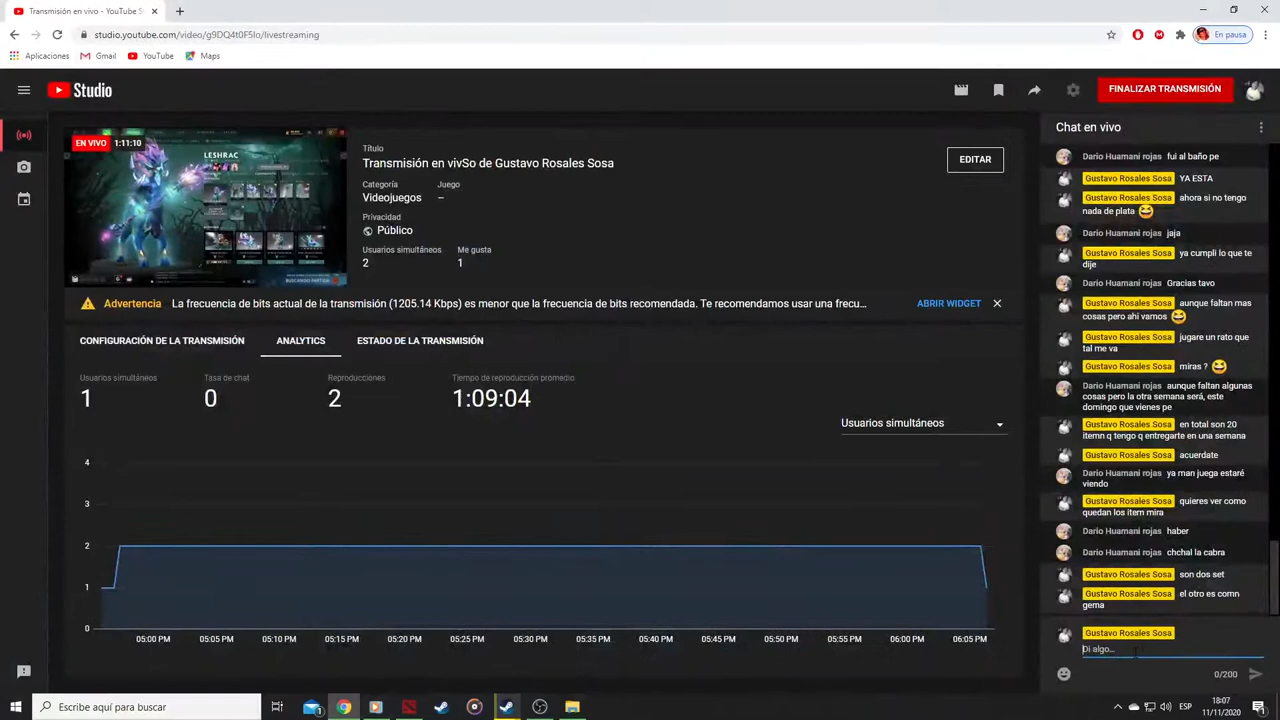 Transmisión en vivo - YouTube S
studio.youtube.com/video/g9DQ4t0F5Io/livestreaming
En pausa
Aplicaciones
Gmail
YouTube
Maps
Studio
FINALIZAR TRANSMISIÓN
EN VIVO 1:11:10
LESHRAC
BUSCANDO PARTIDA
Título
Transmisión en vivSo de Gustavo Rosales Sosa
EDITAR
Categoría Juego
Videojuegos –
Privacidad
Público
Usuarios simultáneos Me gusta
2 1
Advertencia La frecuencia de bits actual de la transmisión (1205.14 Kbps) es menor que la frecuencia de bits recomendada. Te recomendamos usar una frecu... ABRIR WIDGET
CONFIGURACIÓN DE LA TRANSMISIÓN ANALYTICS ESTADO DE LA TRANSMISIÓN
Usuarios simultáneos Tasa de chat Reproducciones Tiempo de reproducción promedio
1 0 2 1:09:04
Usuarios simultáneos
4
3
2
1
0
05:00 PM 05:05 PM 05:10 PM 05:15 PM 05:20 PM 05:25 PM 05:30 PM 05:35 PM 05:40 PM 05:45 PM 05:50 PM 05:55 PM 06:00 PM 06:05 PM
Chat en vivo
Dario Huamani rojas fui al baño pe
Gustavo Rosales Sosa YA ESTA
Gustavo Rosales Sosa ahora si no tengo
nada de plata
Dario Huamani rojas jaja
Gustavo Rosales Sosa ya cumpli lo que te
dije
Dario Huamani rojas Gracias tavo
Gustavo Rosales Sosa aunque faltan mas
cosas pero ahi vamos
Gustavo Rosales Sosa jugare un rato que
tal me va
Gustavo Rosales Sosa miras ?
Dario Huamani rojas aunque faltan algunas
cosas pero la otra semana será, este
domingo que vienes pe
Gustavo Rosales Sosa en total son 20
itemn q tengo q entregarte en una semana
Gustavo Rosales Sosa acuerdate
Dario Huamani rojas ya man juega estaré
viendo
Gustavo Rosales Sosa quieres ver como
quedan los item mira
Dario Huamani rojas haber
Dario Huamani rojas chchal la cabra
Gustavo Rosales Sosa son dos set
Gustavo Rosales Sosa el otro es comn
gema
Gustavo Rosales Sosa
Di algo...
0/200
Escribe aquí para buscar
ESP
18:07
11/11/2020